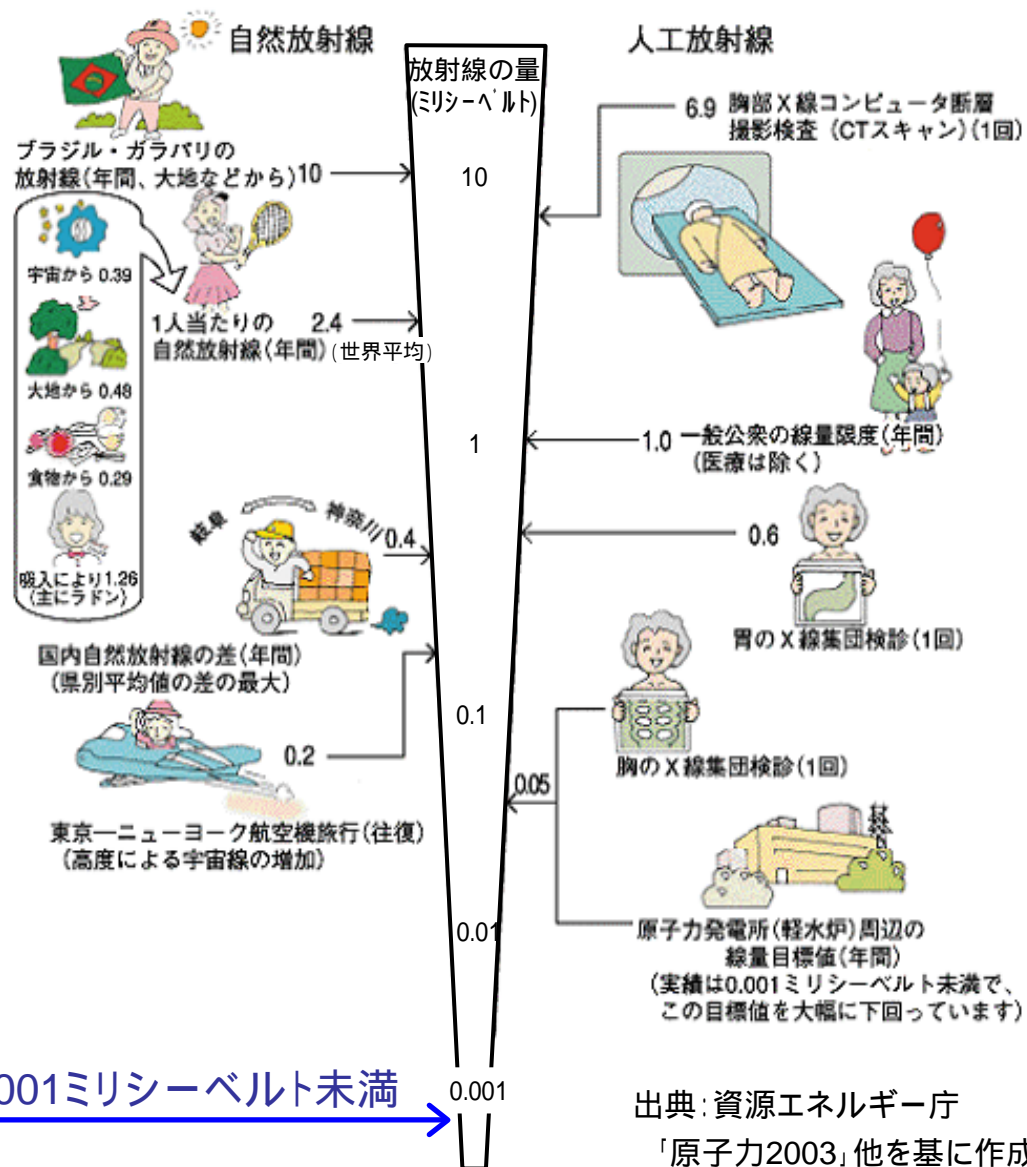 自然放射線
人工放射線
放射線の量
(ミリシーベルト)
ブラジル・ガラパリの
放射線(年間、大地などから)10
宇宙から 0.39
大地から 0.48
食物から 0.29
吸入により1.26
(主にラドン)
1人当たりの 2.4
自然放射線(年間)(世界平均)
岐阜
神奈川
0.4
国内自然放射線の差(年間)
(県別平均値の差の最大)
0.2
東京ーニューヨーク航空機旅行(往復)
(高度による宇宙線の増加)
10
1
0.1
0.01
0.001
6.9 胸部X線コンピュータ断層
撮影検査(CTスキャン)(1回)
1.0 一般公衆の線量限度(年間)
(医療は除く)
0.6
胃のX線集団検診(1回)
胸のX線集団検診(1回)
0.05
原子力発電所(軽水炉)周辺の
線量目標値(年間)
(実績は0.001ミリシーベルト未満で、
この目標値を大幅に下回っています)
001ミリシーベルト未満
出典:資源エネルギー庁
「原子力2003」他を基に作成